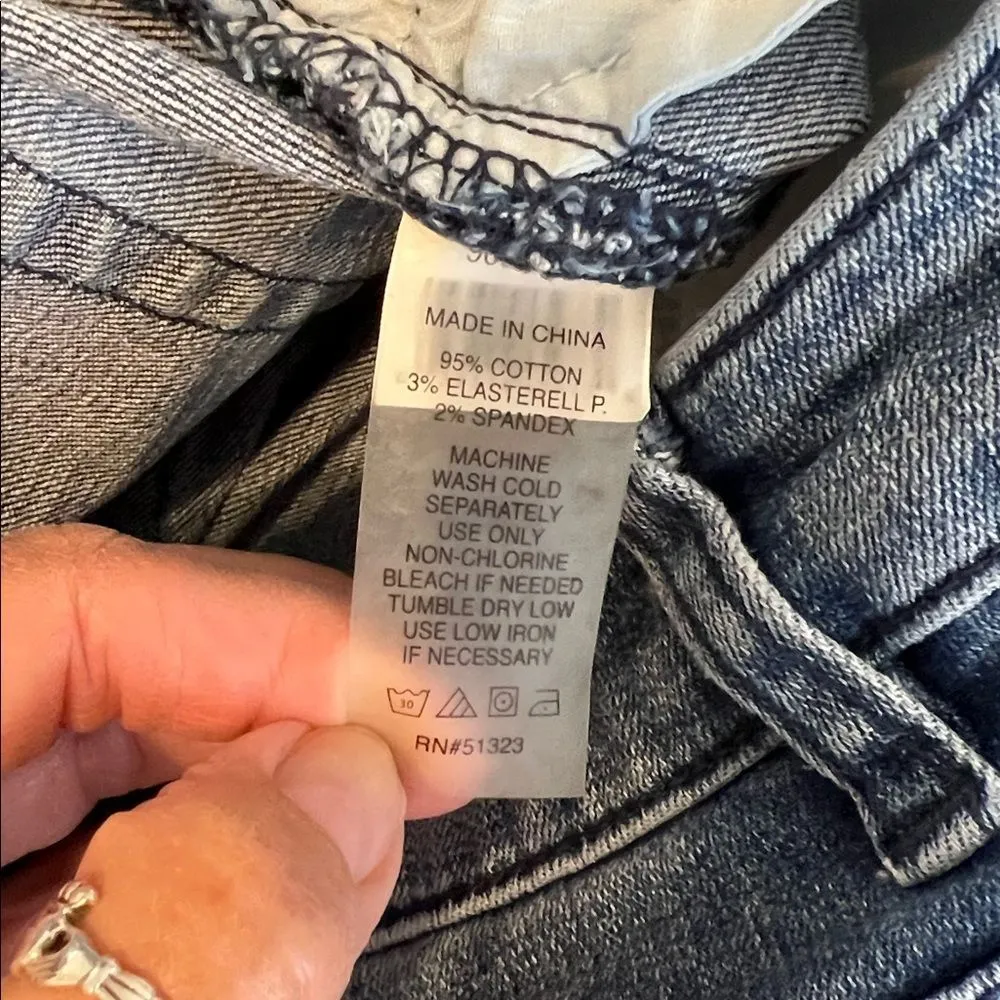 MADE IN CHINA
95% COTTON
3% ELASTERELL P.
2% SPANDEX
MACHINE
WASH COLD
SEPARATELY
USE ONLY
NON-CHLORINE
BLEACH IF NEEDED
TUMBLE DRY LOW
USE LOW IRON
IF NECESSARY
30
RN#51323